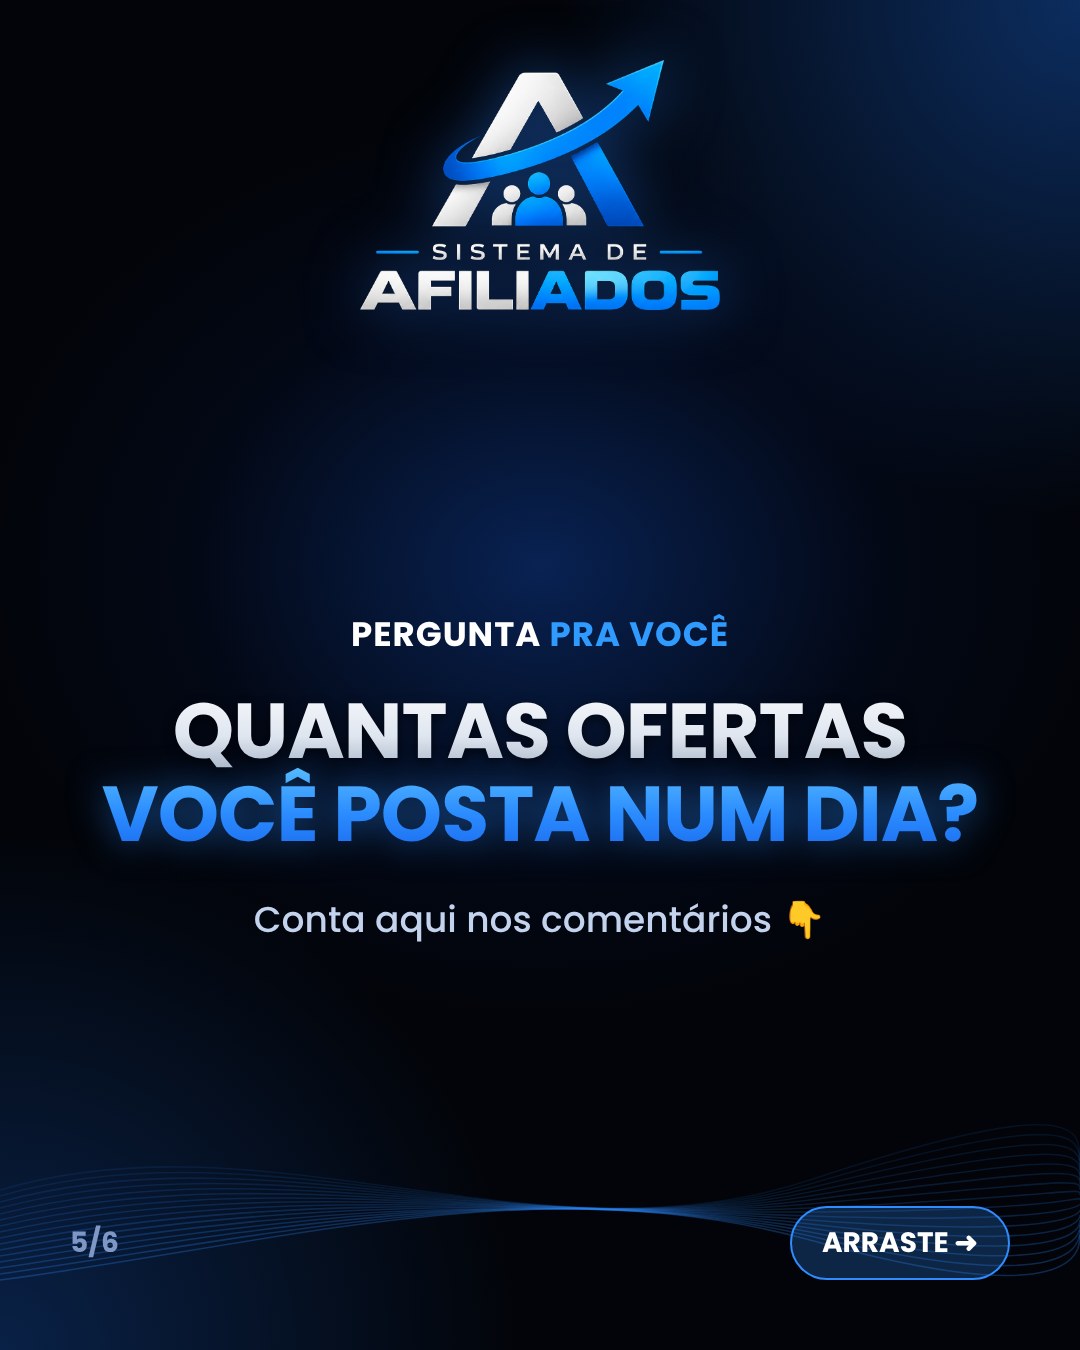 SISTEMA DE
AFILIADOS
PERGUNTA PRA VOCÊ
QUANTAS OFERTAS
VOCÊ POSTA NUM DIA?
Conta aqui nos comentários 👇
5/6
ARRASTE →